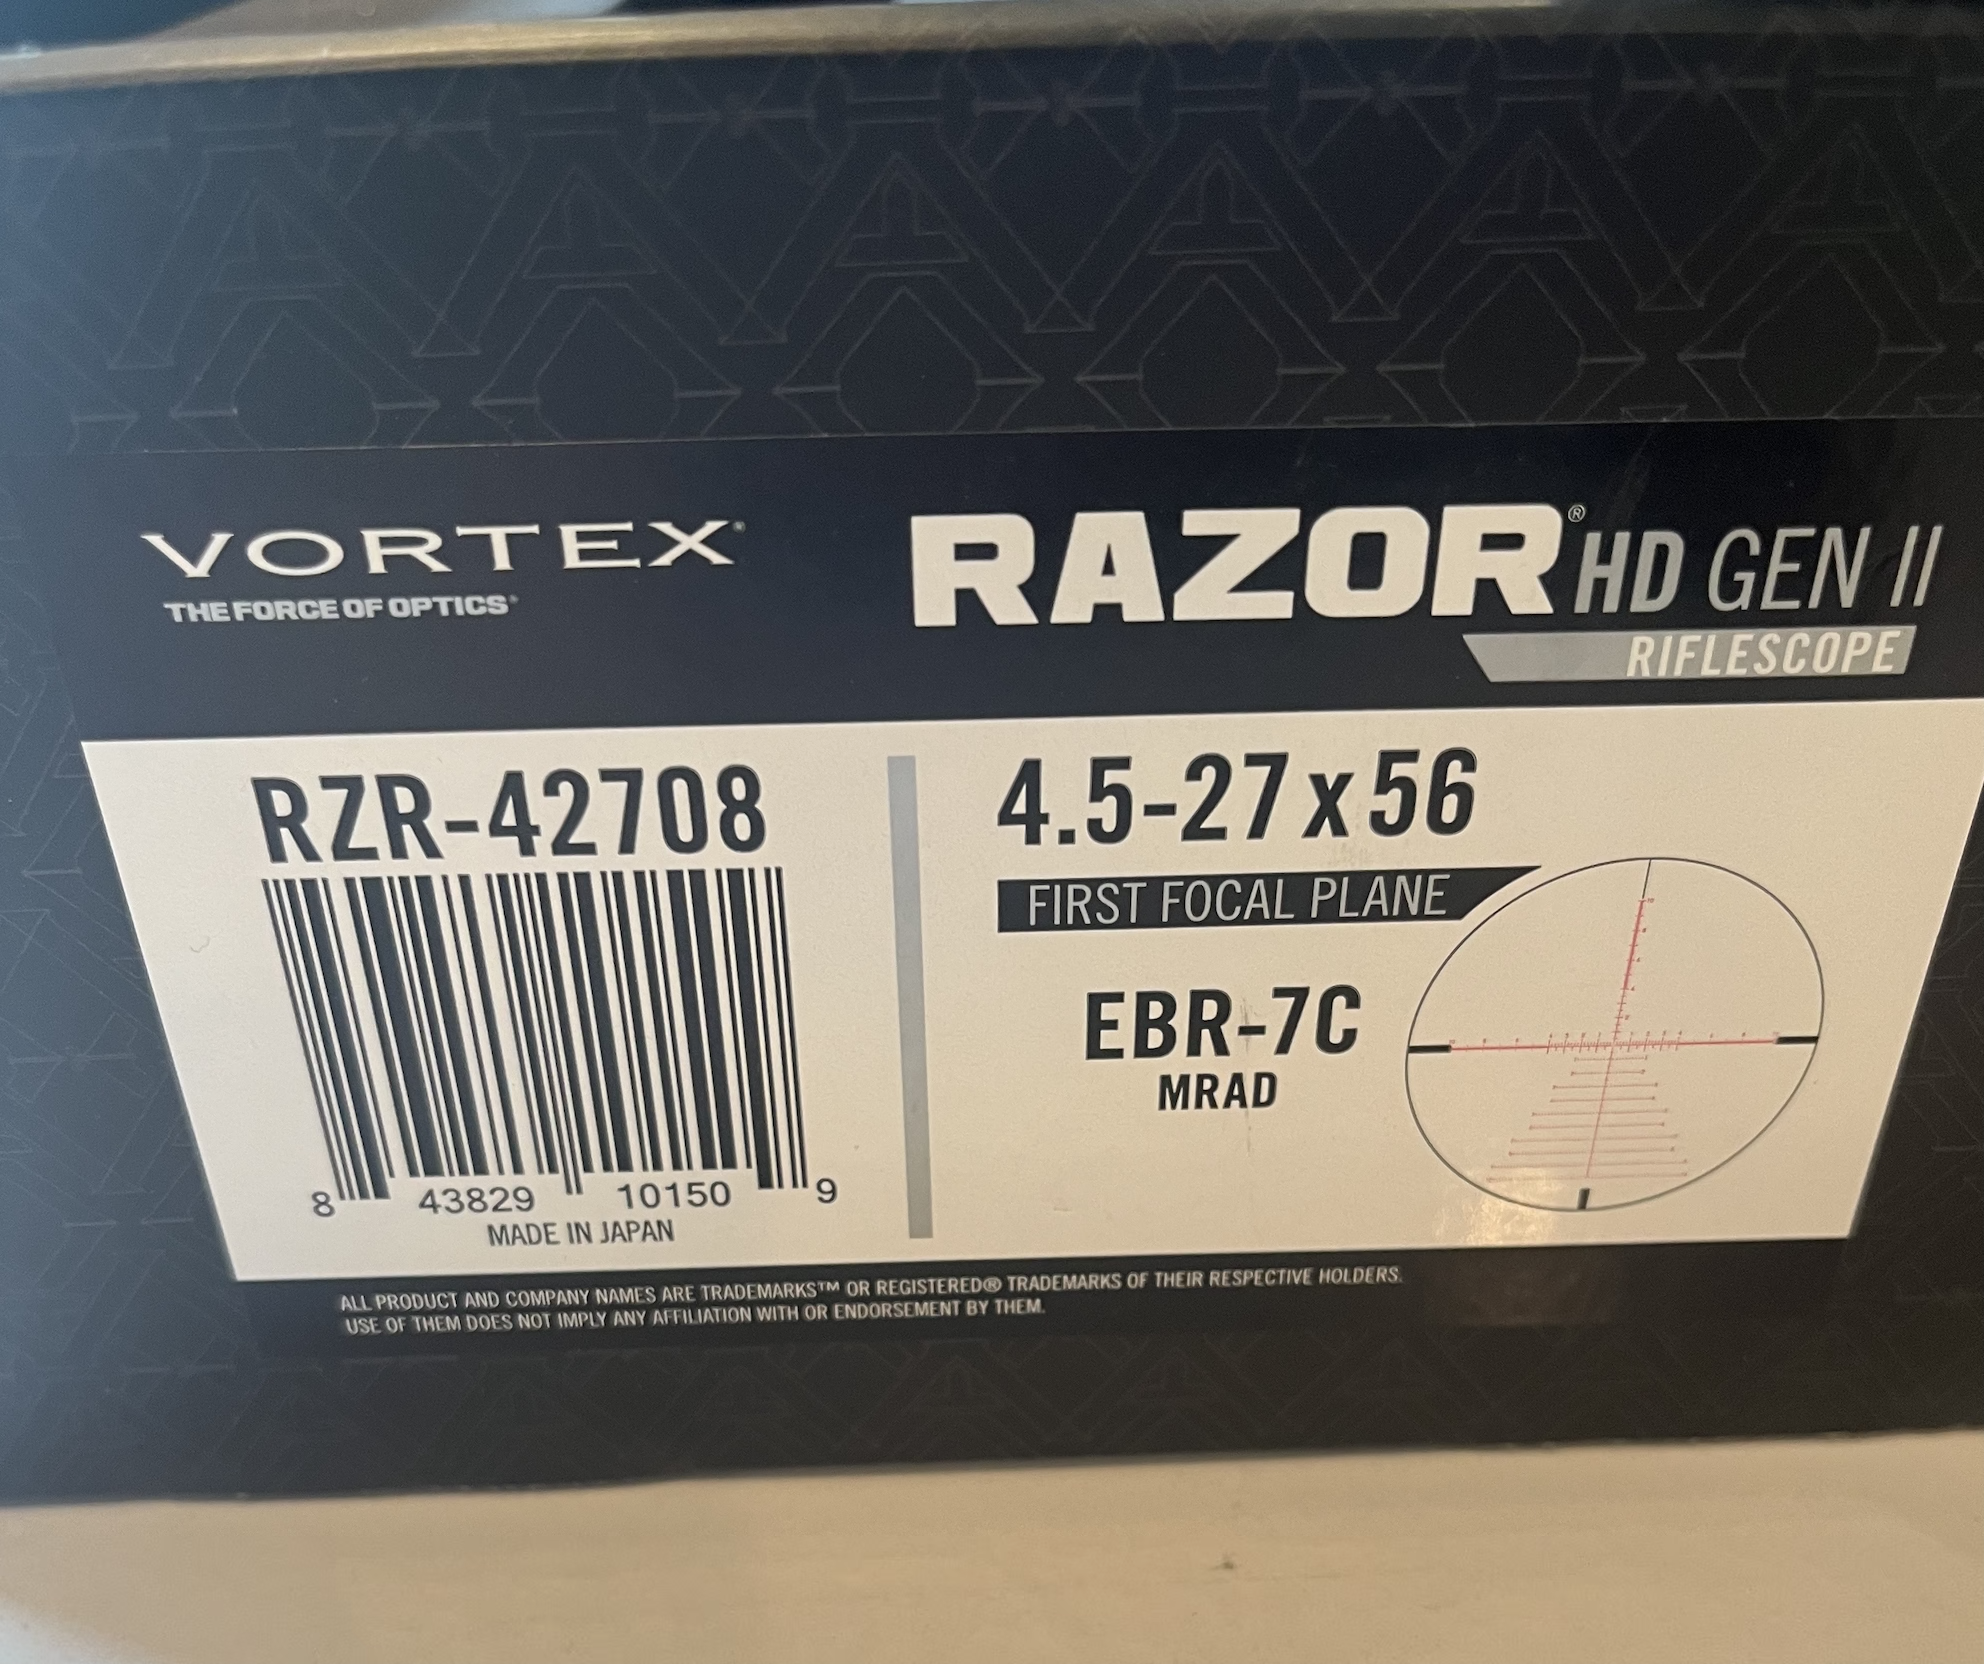 VORTEX®
THE FORCE OF OPTICS®
RAZOR® HD GEN II
RIFLESCOPE
RZR-42708
8 43829 10150 9
MADE IN JAPAN
4.5-27x56
FIRST FOCAL PLANE
EBR-7C
MRAD
ALL PRODUCT AND COMPANY NAMES ARE TRADEMARKS™ OR REGISTERED® TRADEMARKS OF THEIR RESPECTIVE HOLDERS.
USE OF THEM DOES NOT IMPLY ANY AFFILIATION WITH OR ENDORSEMENT BY THEM.